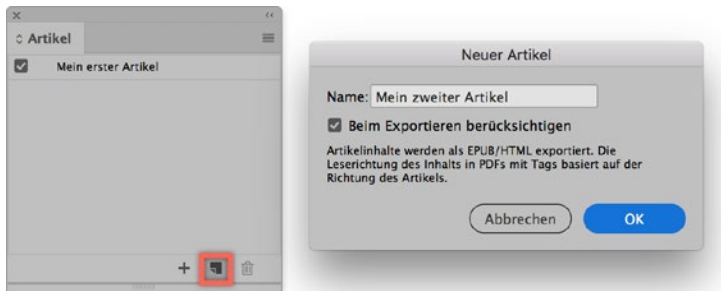 Artikel
Mein erster Artikel
Neuer Artikel
Name: Mein zweiter Artikel
Beim Exportieren berücksichtigen
Artikelinhalte werden als EPUB/HTML exportiert. Die
Leserichtung des Inhalts in PDFs mit Tags basiert auf der
Richtung des Artikels.
Abbrechen OK